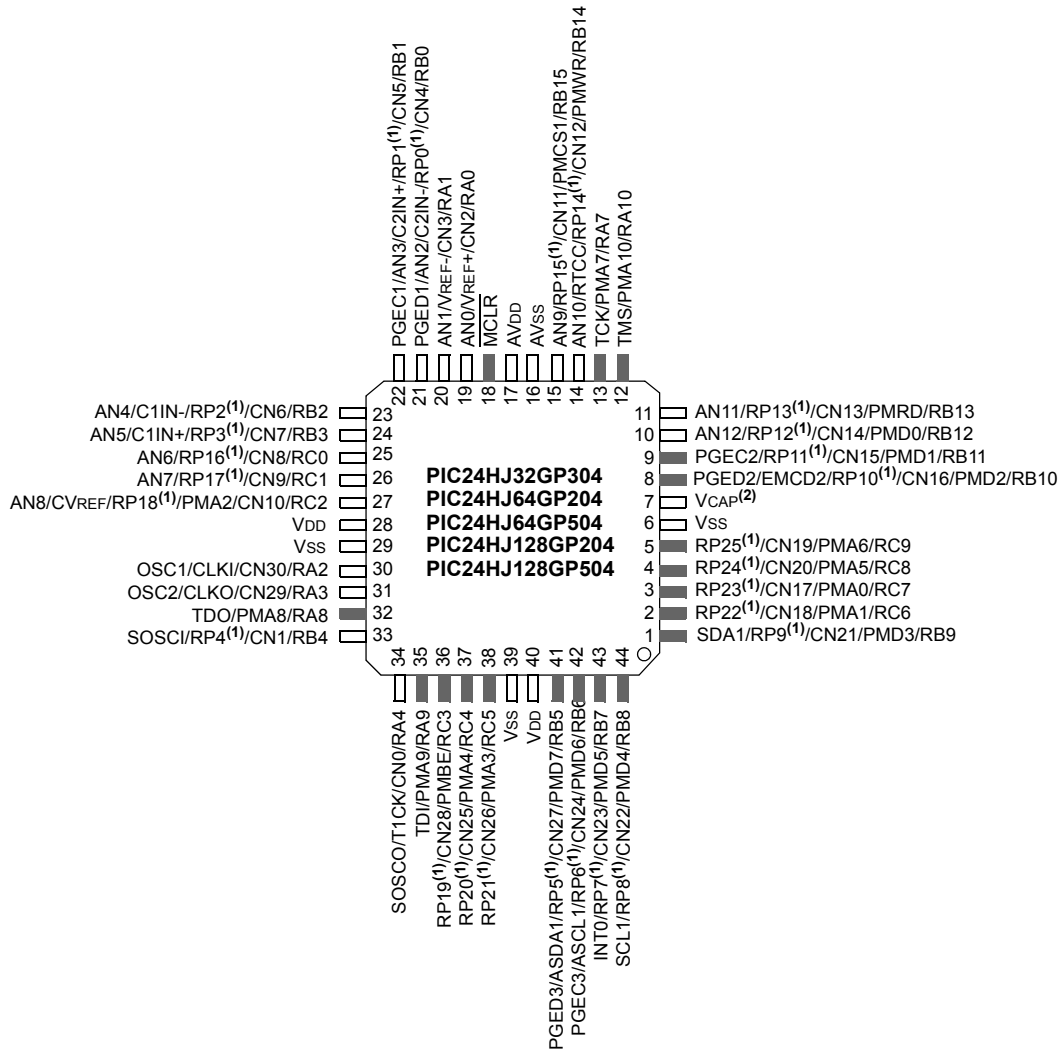 PGEC1/AN3/C2IN+/RP1(1)/CN5/RB1
PGED1/AN2/C2IN-/RP0(1)/CN4/RB0
AN1/VREF-/CN3/RA1
AN0/VREF+/CN2/RA0
MCLR
AVDD
AVSS
AN9/RP15(1)/CN11/PMCS1/RB15
AN10/RTCC/RP14(1)/CN12/PMWR/RB14
TCK/PMA7/RA7
TMS/PMA10/RA10
22 21 20 19 18 17 16 15 14 13 12
AN4/C1IN-/RP2(1)/CN6/RB2 23
AN5/C1IN+/RP3(1)/CN7/RB3 24
AN6/RP16(1)/CN8/RC0 25
AN7/RP17(1)/CN9/RC1 26
AN8/CVREF/RP18(1)/PMA2/CN10/RC2 27
VDD 28
VSS 29
OSC1/CLKI/CN30/RA2 30
OSC2/CLKO/CN29/RA3 31
TDO/PMA8/RA8 32
SOSCI/RP4(1)/CN1/RB4 33
PIC24HJ32GP304
PIC24HJ64GP204
PIC24HJ64GP504
PIC24HJ128GP204
PIC24HJ128GP504
11 AN11/RP13(1)/CN13/PMRD/RB13
10 AN12/RP12(1)/CN14/PMD0/RB12
9 PGEC2/RP11(1)/CN15/PMD1/RB11
8 PGED2/EMCD2/RP10(1)/CN16/PMD2/RB10
7 VCAP(2)
6 VSS
5 RP25(1)/CN19/PMA6/RC9
4 RP24(1)/CN20/PMA5/RC8
3 RP23(1)/CN17/PMA0/RC7
2 RP22(1)/CN18/PMA1/RC6
1 SDA1/RP9(1)/CN21/PMD3/RB9
34 35 36 37 38 39 40 41 42 43 44
SOSCO/T1CK/CN0/RA4
TDI/PMA9/RA9
RP19(1)/CN28/PMBE/RC3
RP20(1)/CN25/PMA4/RC4
RP21(1)/CN26/PMA3/RC5
VSS
VDD
PGED3/ASDA1/RP5(1)/CN27/PMD7/RB5
PGEC3/ASCL1/RP6(1)/CN24/PMD6/RB6
INT0/RP7(1)/CN23/PMD5/RB7
SCL1/RP8(1)/CN22/PMD4/RB8